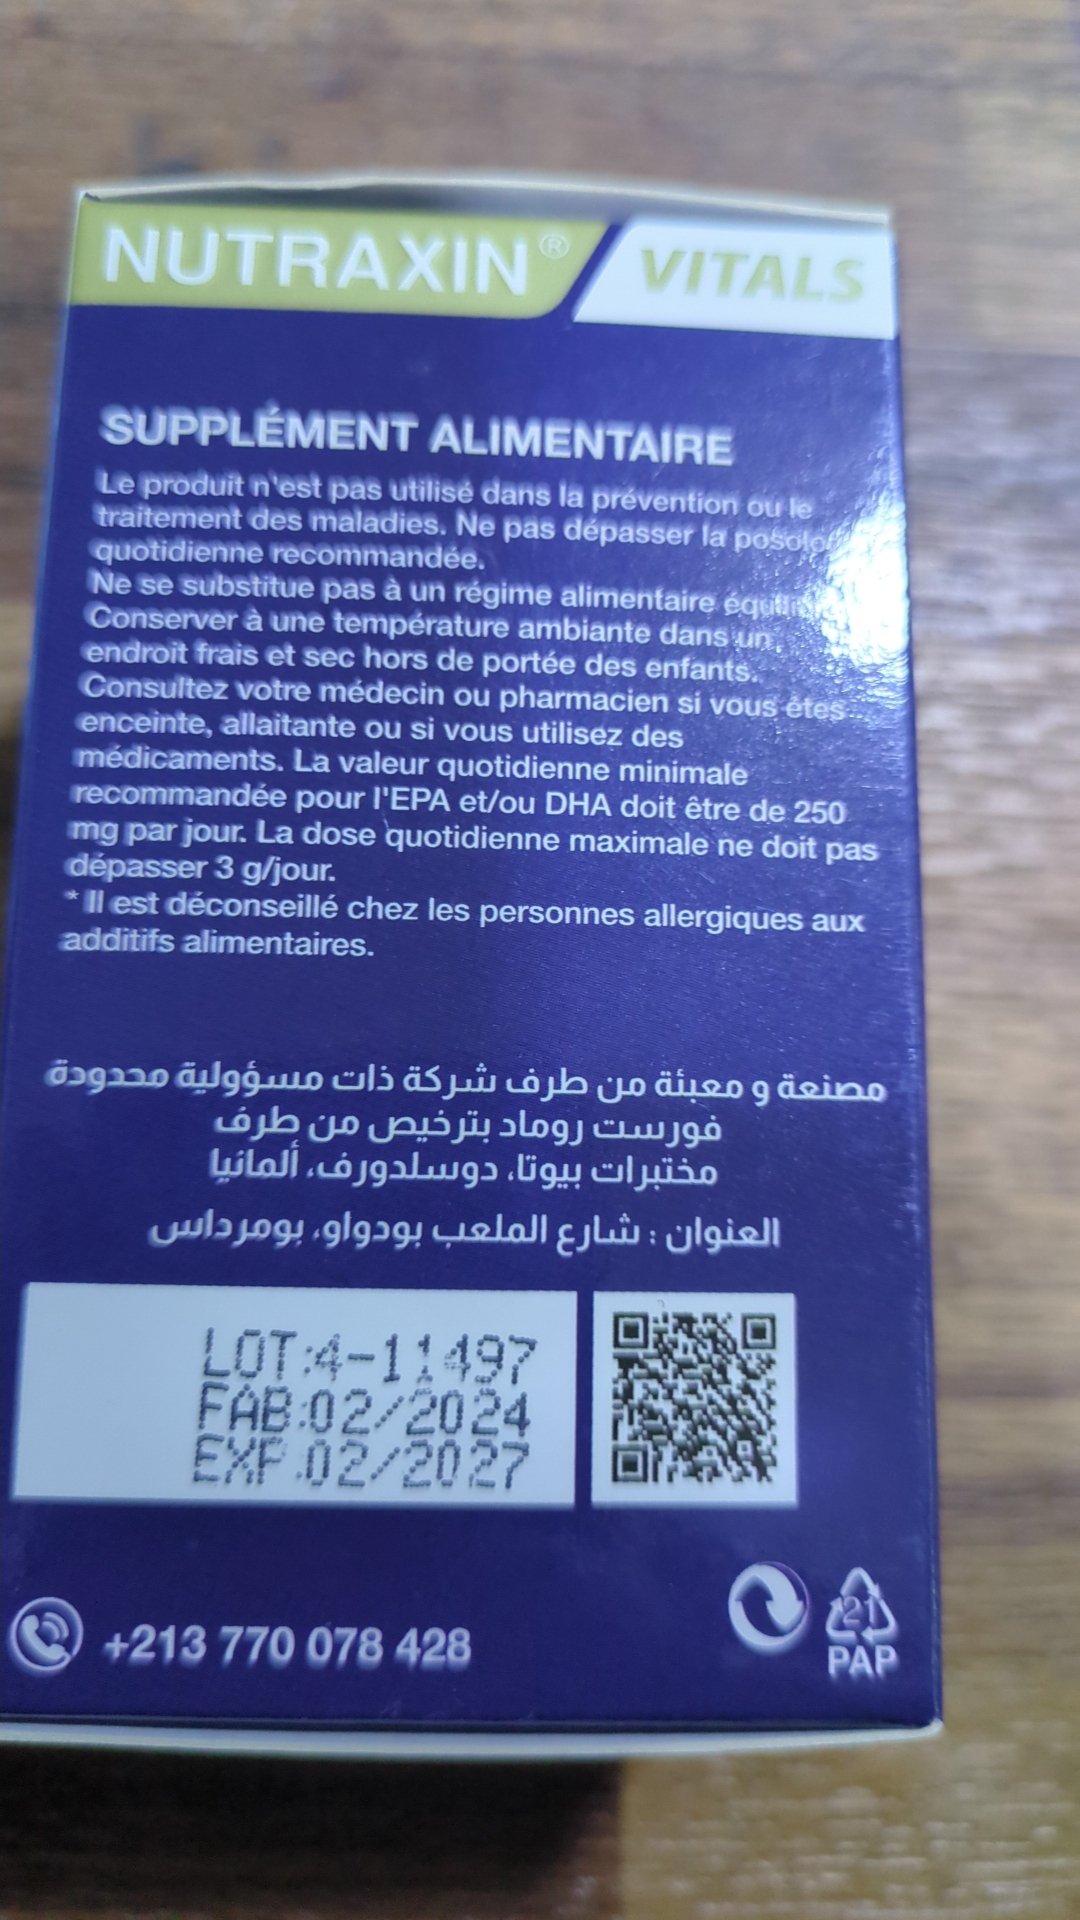 NUTRAXIN® VITALS
SUPPLÉMENT ALIMENTAIRE
Le produit n'est pas utilisé dans la prévention ou le
traitement des maladies. Ne pas dépasser la
quotidienne recommandée.
Ne se substitue pas à un régime alimentaire
Conserver à une température ambiante dans un
endroit frais et sec hors de portée des enfants.
Consultez votre médecin ou pharmacien si vous êtes
enceinte, allaitante ou si vous utilisez des
médicaments. La valeur quotidienne minimale
recommandée pour l'EPA et/ou DHA doit être de 250
mg par jour. La dose quotidienne maximale ne doit pas
dépasser 3 g/jour.
* Il est déconseillé chez les personnes allergiques aux
additifs alimentaires.
مصنعة و معبئة من طرف شركة ذات مسؤولية محدودة
فورست روماد بترخيص من طرف
مختبرات بيوتا، دوسلدورف، ألمانيا
العنوان : شارع الملعب بودواو، بومرداس
LOT:4-11497
FAB:02/2024
EXP:02/2027
+213 770 078 428
21
PAP